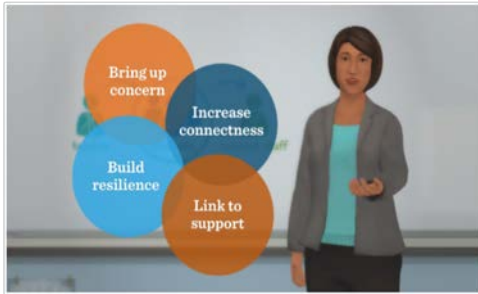 Bring up
concern
Increase
connectness
Build
resilience
Link to
support